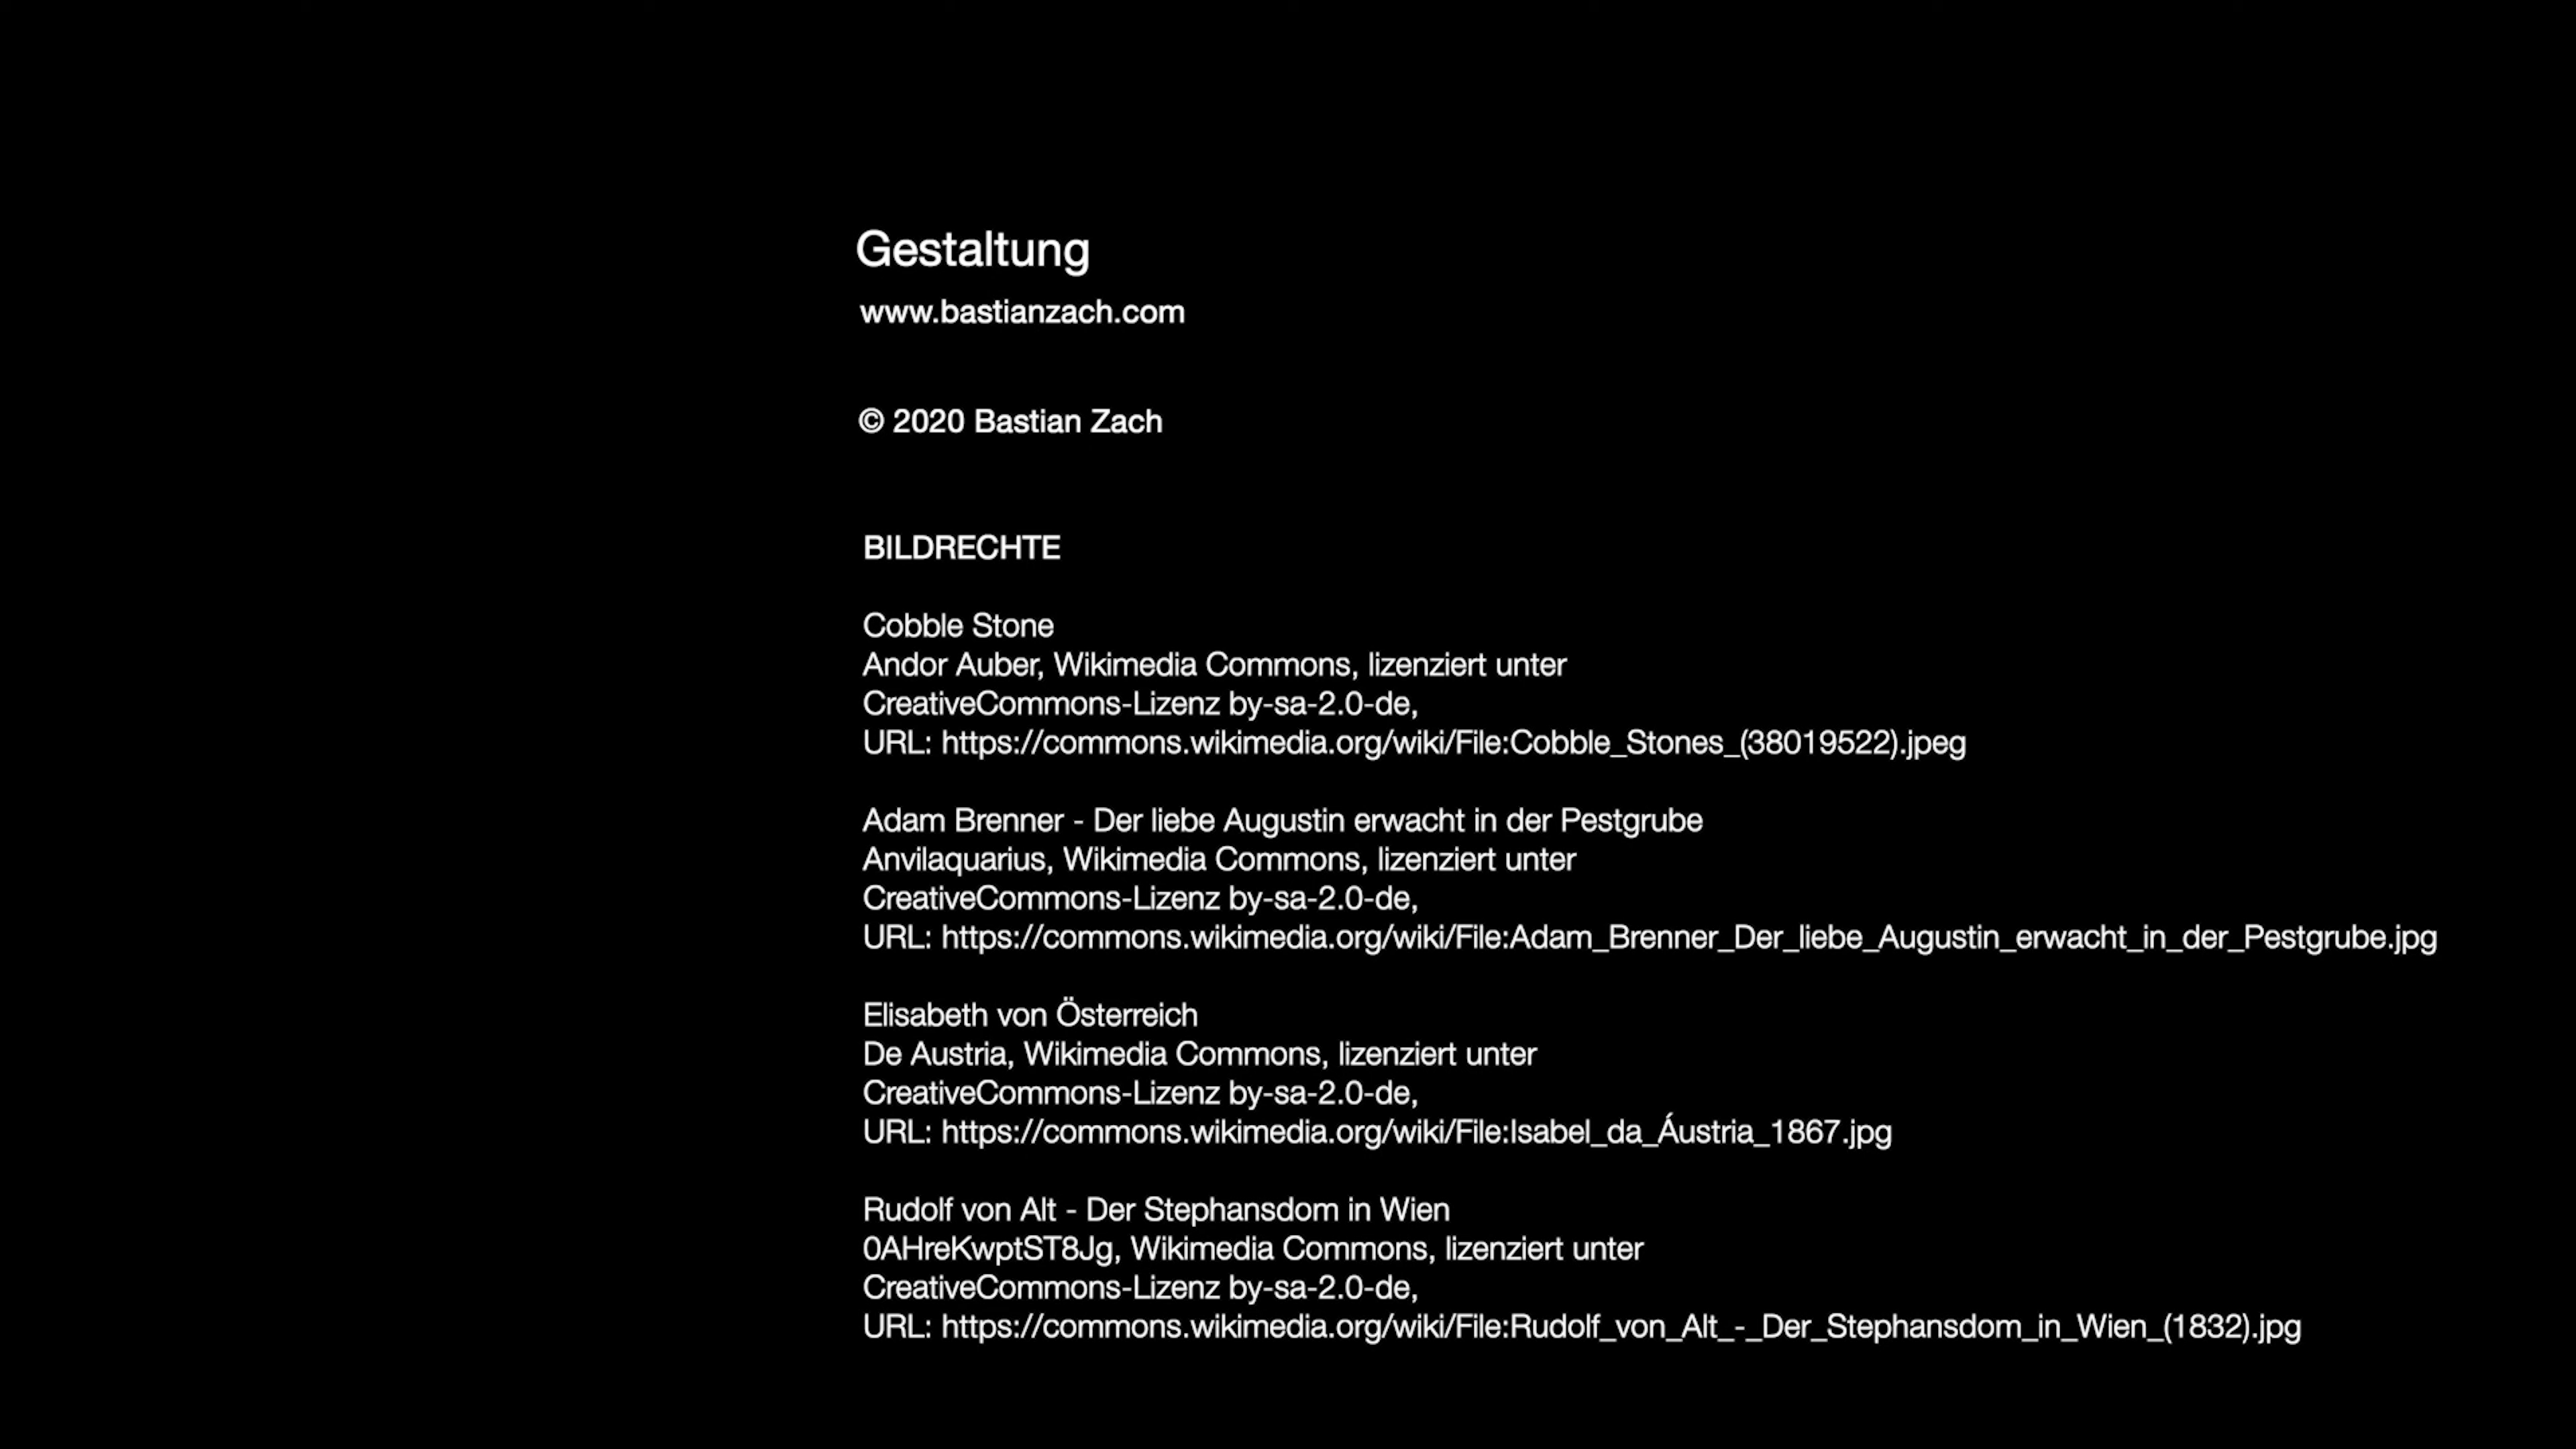 Gestaltung
www.bastianzach.com
© 2020 Bastian Zach
BILDRECHTE
Cobble Stone
Andor Auber, Wikimedia Commons, lizenziert unter
CreativeCommons-Lizenz by-sa-2.0-de,
URL: https://commons.wikimedia.org/wiki/File:Cobble_Stones_(38019522).jpeg
Adam Brenner - Der liebe Augustin erwacht in der Pestgrube
Anvilaquarius, Wikimedia Commons, lizenziert unter
CreativeCommons-Lizenz by-sa-2.0-de,
URL: https://commons.wikimedia.org/wiki/File:Adam_Brenner_Der_liebe_Augustin_erwacht_in_der_Pestgrube.jpg
Elisabeth von Österreich
De Austria, Wikimedia Commons, lizenziert unter
CreativeCommons-Lizenz by-sa-2.0-de,
URL: https://commons.wikimedia.org/wiki/File:Isabel_da_Áustria_1867.jpg
Rudolf von Alt - Der Stephansdom in Wien
0AHreKwptST8Jg, Wikimedia Commons, lizenziert unter
CreativeCommons-Lizenz by-sa-2.0-de,
URL: https://commons.wikimedia.org/wiki/File:Rudolf_von_Alt_-_Der_Stephansdom_in_Wien_(1832).jpg